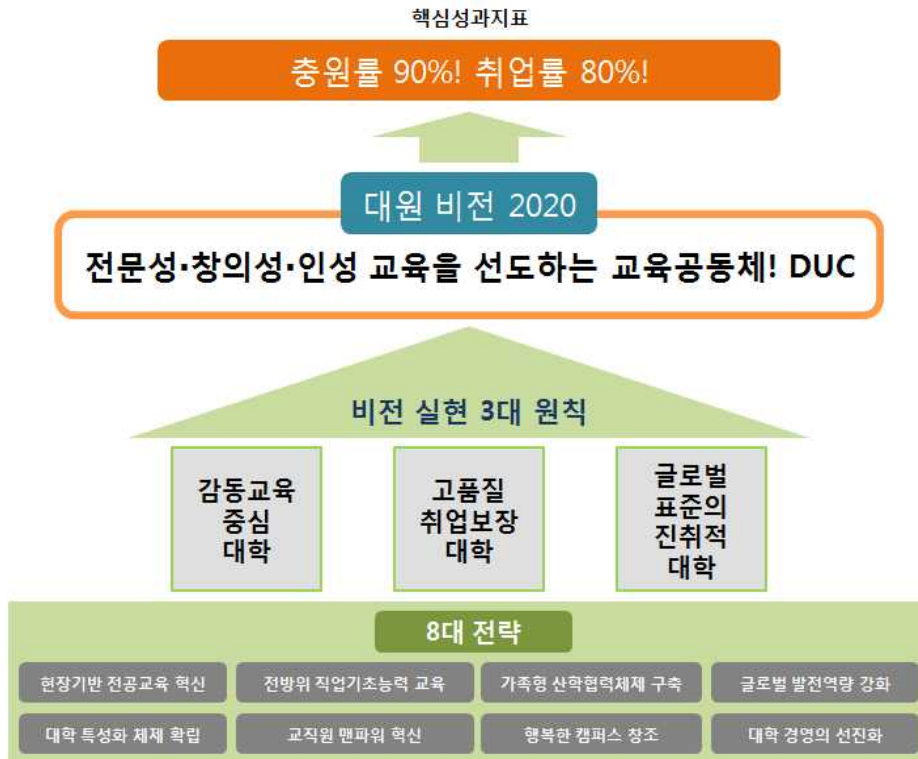 핵심성과지표
충원률 90%! 취업률 80%!
대원 비전 2020
전문성·창의성·인성 교육을 선도하는 교육공동체! DUC
비전 실현 3대 원칙
감동교육
중심
대학
고품질
취업보장
대학
글로벌
표준의
진취적
대학
8대 전략
현장기반 전공교육 혁신
전방위 직업기초능력 교육
가족형 산학협력체제 구축
글로벌 발전역량 강화
대학 특성화 체제 확립
교직원 맨파워 혁신
행복한 캠퍼스 창조
대학 경영의 선진화